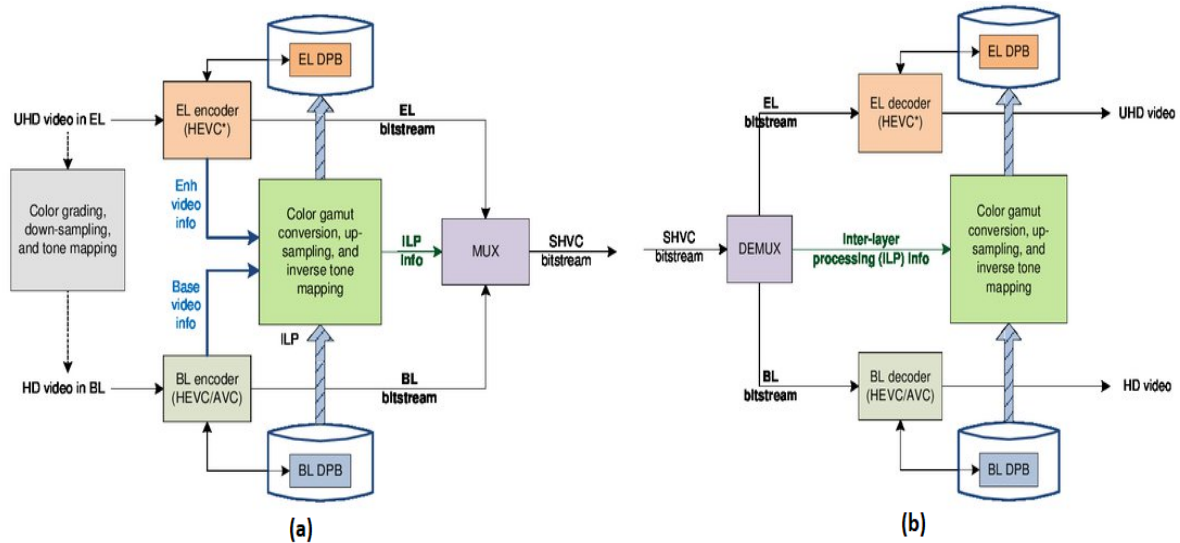 EL DPB
EL encoder
(HEVC*)
UHD video in EL
EL
bitstream
Color grading,
down-sampling,
and tone mapping
Enh
video
info
Color gamut
conversion, up-
sampling, and
inverse tone
mapping
ILP
info
MUX
SHVC
bitstream
Base
video
info
ILP
HD video in BL
BL encoder
(HEVC/AVC)
BL
bitstream
BL DPB
(a)
EL DPB
EL
bitstream
EL decoder
(HEVC*)
UHD video
SHVC
bitstream
DEMUX
Inter-layer
processing (ILP) info
Color gamut
conversion, up-
sampling, and
inverse tone
mapping
BL
bitstream
BL decoder
(HEVC/AVC)
HD video
BL DPB
(b)